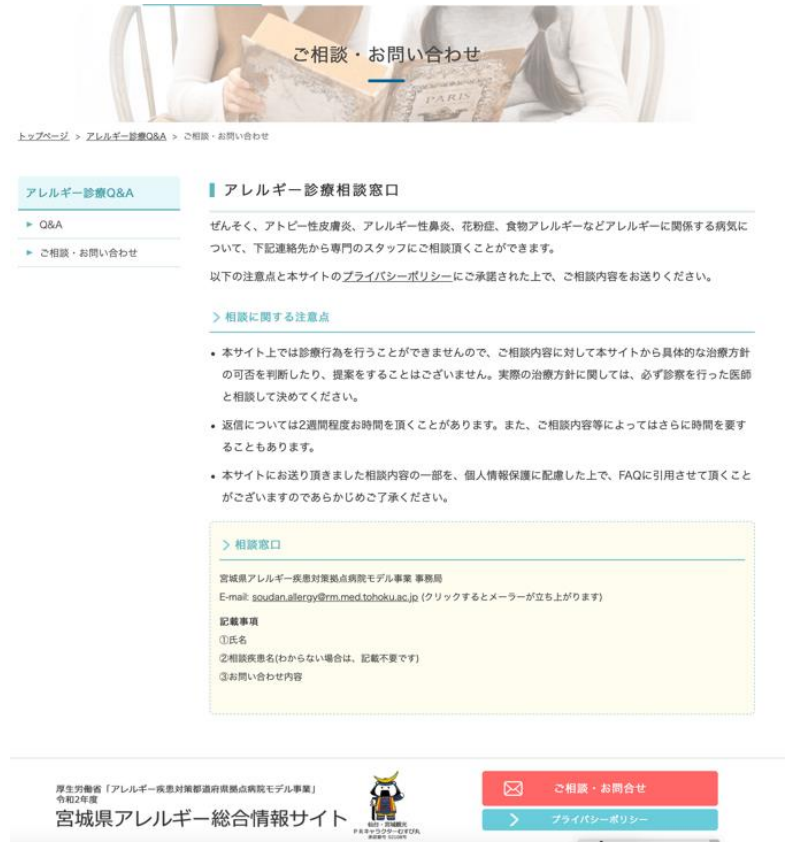 ご相談・お問い合わせ
PARIS
トップページ > アレルギー診療Q&A > ご相談・お問い合わせ
アレルギー診療Q&A
Q&A
ご相談・お問い合わせ
アレルギー診療相談窓口
ぜんそく、アトピー性皮膚炎、アレルギー性鼻炎、花粉症、食物アレルギーなどアレルギーに関係する病気に
ついて、下記連絡先から専門のスタッフにご相談頂くことができます。
以下の注意点と本サイトのプライバシーポリシーにご承諾された上で、ご相談内容をお送りください。
相談に関する注意点
• 本サイト上では診療行為を行うことができませんので、ご相談内容に対して本サイトから具体的な治療方針
の可否を判断したり、提案をすることはございません。実際の治療方針に関しては、必ず診察を行った医師
と相談して決めてください。
• 返信については2週間程度お時間を頂くことがあります。また、ご相談内容等によってはさらに時間を要す
ることもあります。
• 本サイトにお送り頂きました相談内容の一部を、個人情報保護に配慮した上で、FAQに引用させて頂くこと
がございますのであらかじめご了承ください。
相談窓口
宮城県アレルギー疾患対策拠点病院モデル事業 事務局
E-mail: soudan.allergy@rm.med.tohoku.ac.jp (クリックするとメーラーが立ち上がります)
記載事項
①氏名
②相談疾患名(わからない場合は、記載不要です)
③お問い合わせ内容
厚生労働省「アレルギー疾患対策都道府県拠点病院モデル事業」
令和2年度
宮城県アレルギー総合情報サイト
仙台・宮城観光
PRキャラクターむすび丸
ご相談・お問合せ
プライバシーポリシー